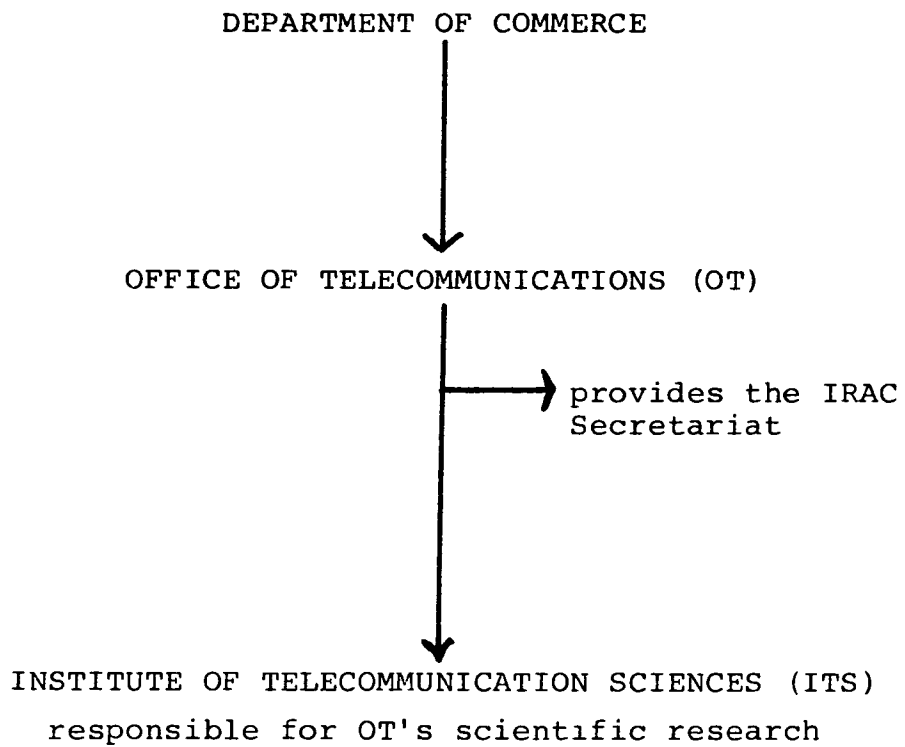 DEPARTMENT OF COMMERCE
OFFICE OF TELECOMMUNICATIONS (OT)
provides the IRAC
Secretariat
INSTITUTE OF TELECOMMUNICATION SCIENCES (ITS)
responsible for OT's scientific research